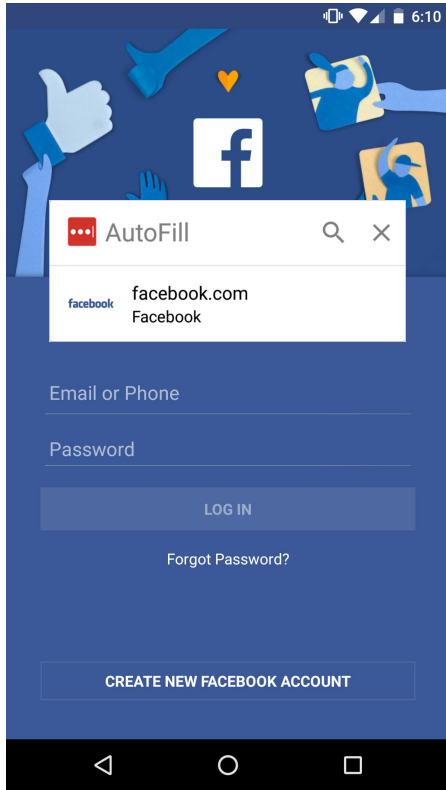 6:10
f
AutoFill
facebook
facebook.com
Facebook
Email or Phone
Password
LOG IN
Forgot Password?
CREATE NEW FACEBOOK ACCOUNT